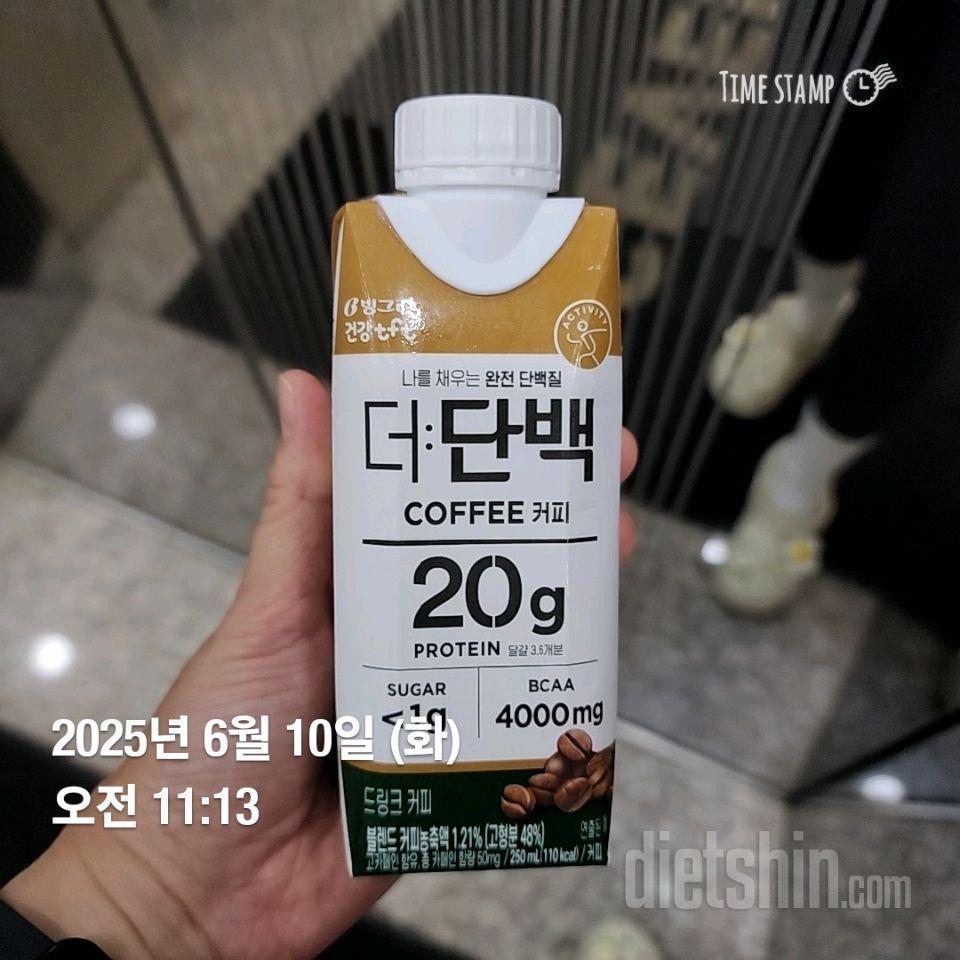 TIME STAMP
빙그레
건강tft
ACTIVITY
나를 채우는 완전 단백질
더:단백
COFFEE 커피
20g
PROTEIN 달걀 3.6개분
SUGAR
<1g
BCAA
4000mg
2025년 6월 10일 (화)
오전 11:13
드링크 커피
블렌드 커피농축액 1.21% (고형분 48%)
고카페인 함유, 총 카페인 함량 50mg / 250 mL (110 kcal) / 커피
dietshin.com